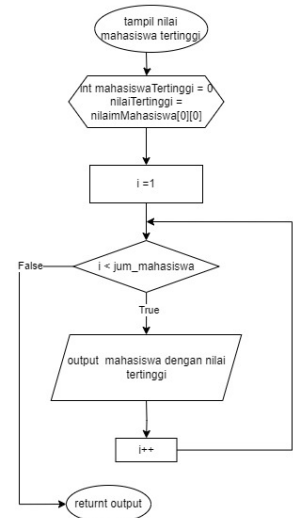 tampil nilai
mahasiswa tertinggi
int mahasiswaTertinggi = 0
nilaiTertinggi =
nilaimMahasiswa[0][0]
i =1
i < jum_mahasiswa
False
True
output mahasiswa dengan nilai
tertinggi
i++
returnt output